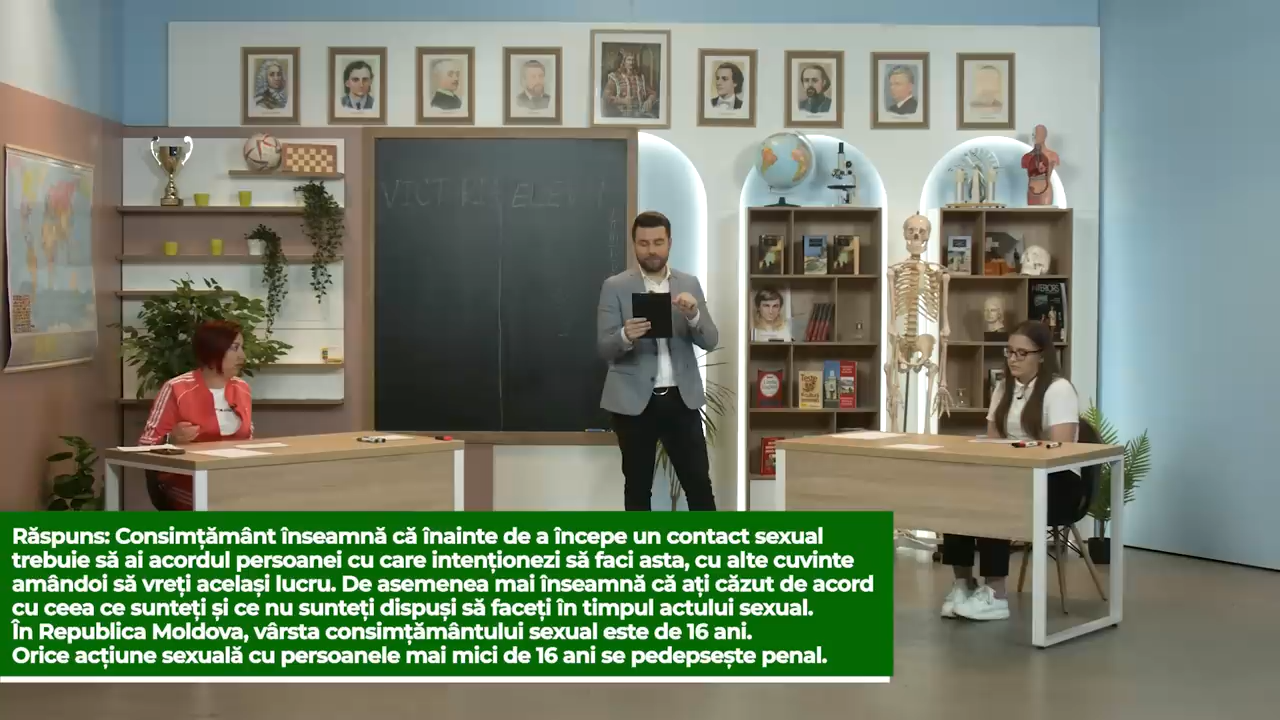 VICTORIE ELEVI
INTERIORS
Răspuns: Consimțământ înseamnă că înainte de a începe un contact sexual
trebuie să ai acordul persoanei cu care intenționezi să faci asta, cu alte cuvinte
amândoi să vreți același lucru. De asemenea mai înseamnă că ați căzut de acord
cu ceea ce sunteți și ce nu sunteți dispuși să faceți în timpul actului sexual.
În Republica Moldova, vârsta consimțământului sexual este de 16 ani.
Orice acțiune sexuală cu persoanele mai mici de 16 ani se pedepsește penal.